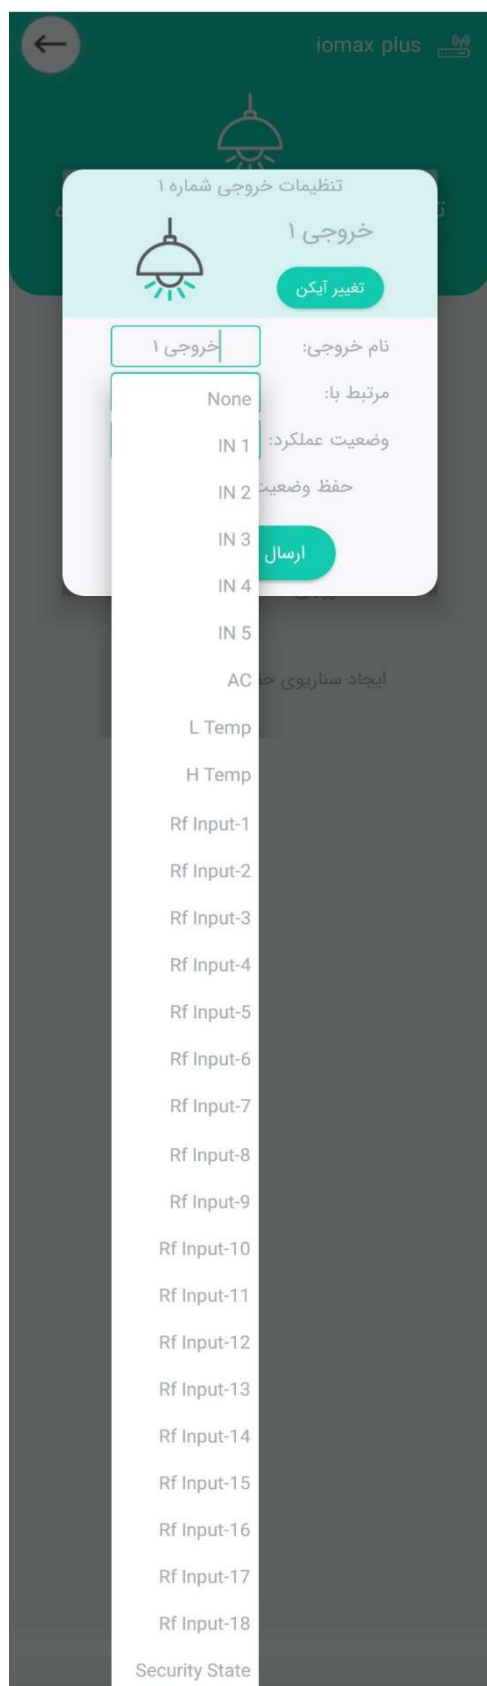 iomax plus
تنظیمات خروجی شماره ۱
خروجی ۱
تغییر آیکن
نام خروجی: خروجی ۱
مرتبط با:
وضعیت عملکرد:
حفظ وضعیت
ارسال
None
IN 1
IN 2
IN 3
IN 4
IN 5
AC
L Temp
H Temp
Rf Input-1
Rf Input-2
Rf Input-3
Rf Input-4
Rf Input-5
Rf Input-6
Rf Input-7
Rf Input-8
Rf Input-9
Rf Input-10
Rf Input-11
Rf Input-12
Rf Input-13
Rf Input-14
Rf Input-15
Rf Input-16
Rf Input-17
Rf Input-18
Security State
ایجاد سناریوی